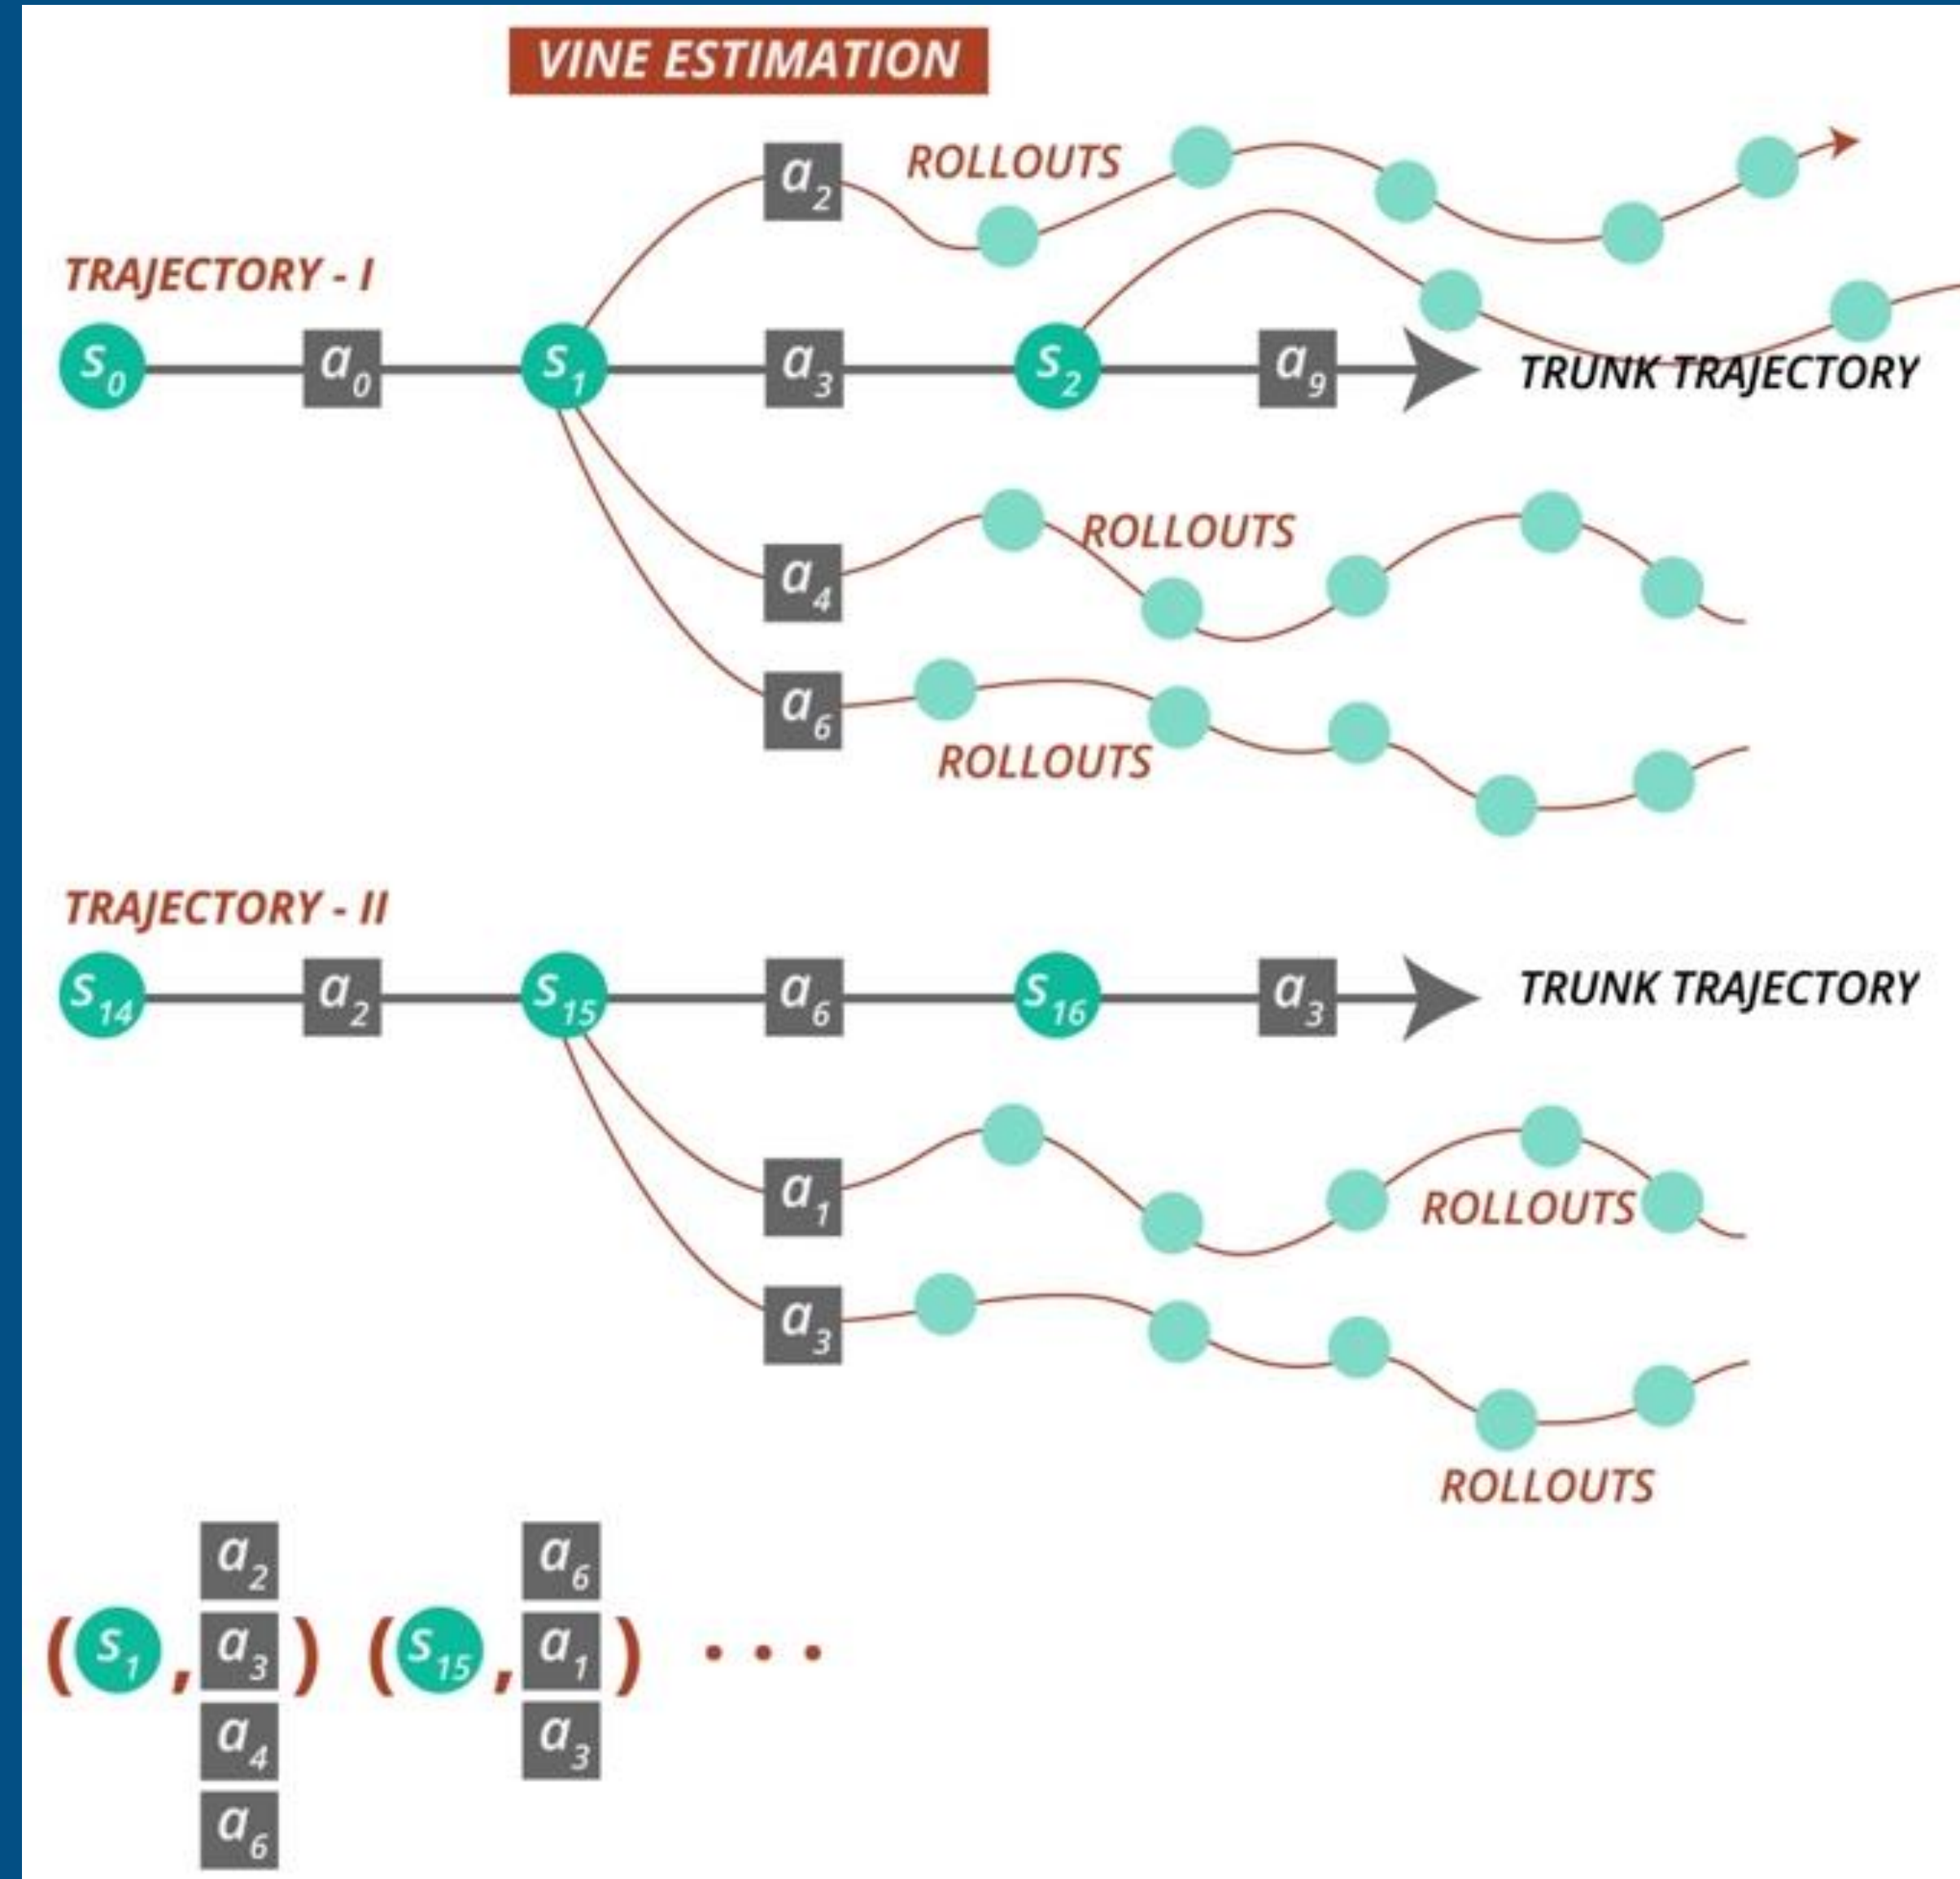 VINE ESTIMATION
a2 ROLLOUTS
TRAJECTORY - I
s0 a0 s1 a3 s2 a9 TRUNK TRAJECTORY
ROLLOUTS
a4
a6
ROLLOUTS
TRAJECTORY - II
s14 a2 s15 a6 s16 a3 TRUNK TRAJECTORY
a1 ROLLOUTS
a3
ROLLOUTS
a2 a6
(s1, a3) (s15, a1) ...
a4 a3
a6